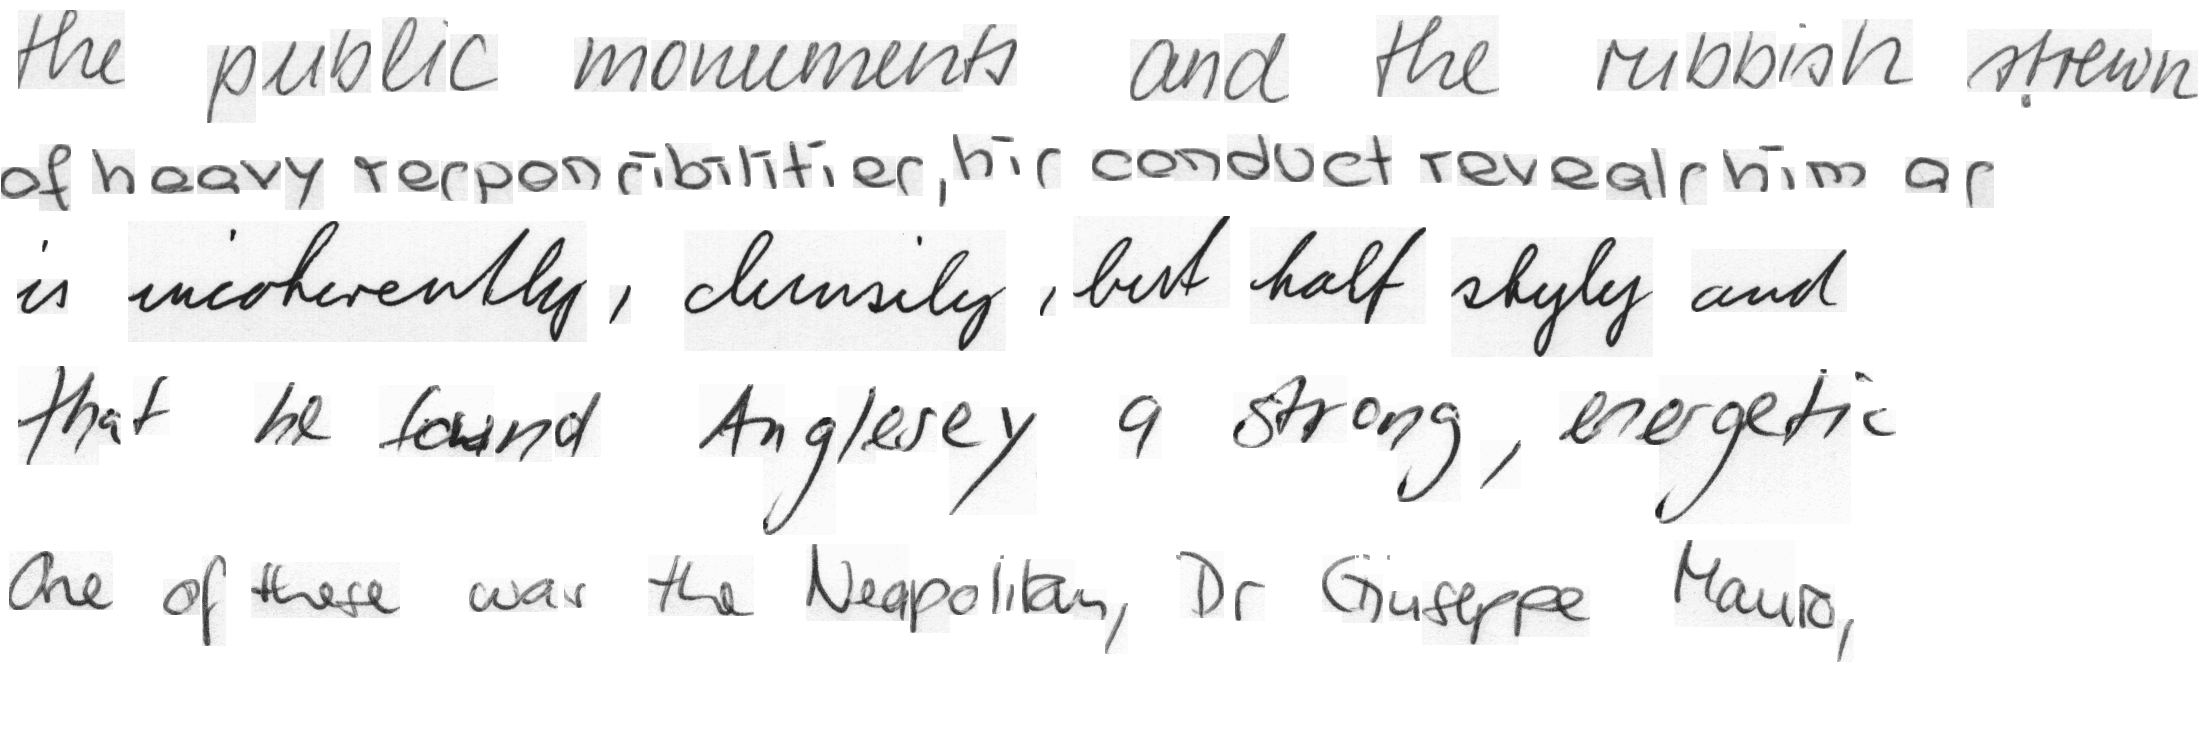 the public monuments and the rubbish strewn
of heavy responsibilities, his conduct reveals him as
is incoherently, clumsily, but half shyly and
that he found Anglesey a strong, energetic
One of these was the Neapolitan, Dr Giuseppe Mauro,